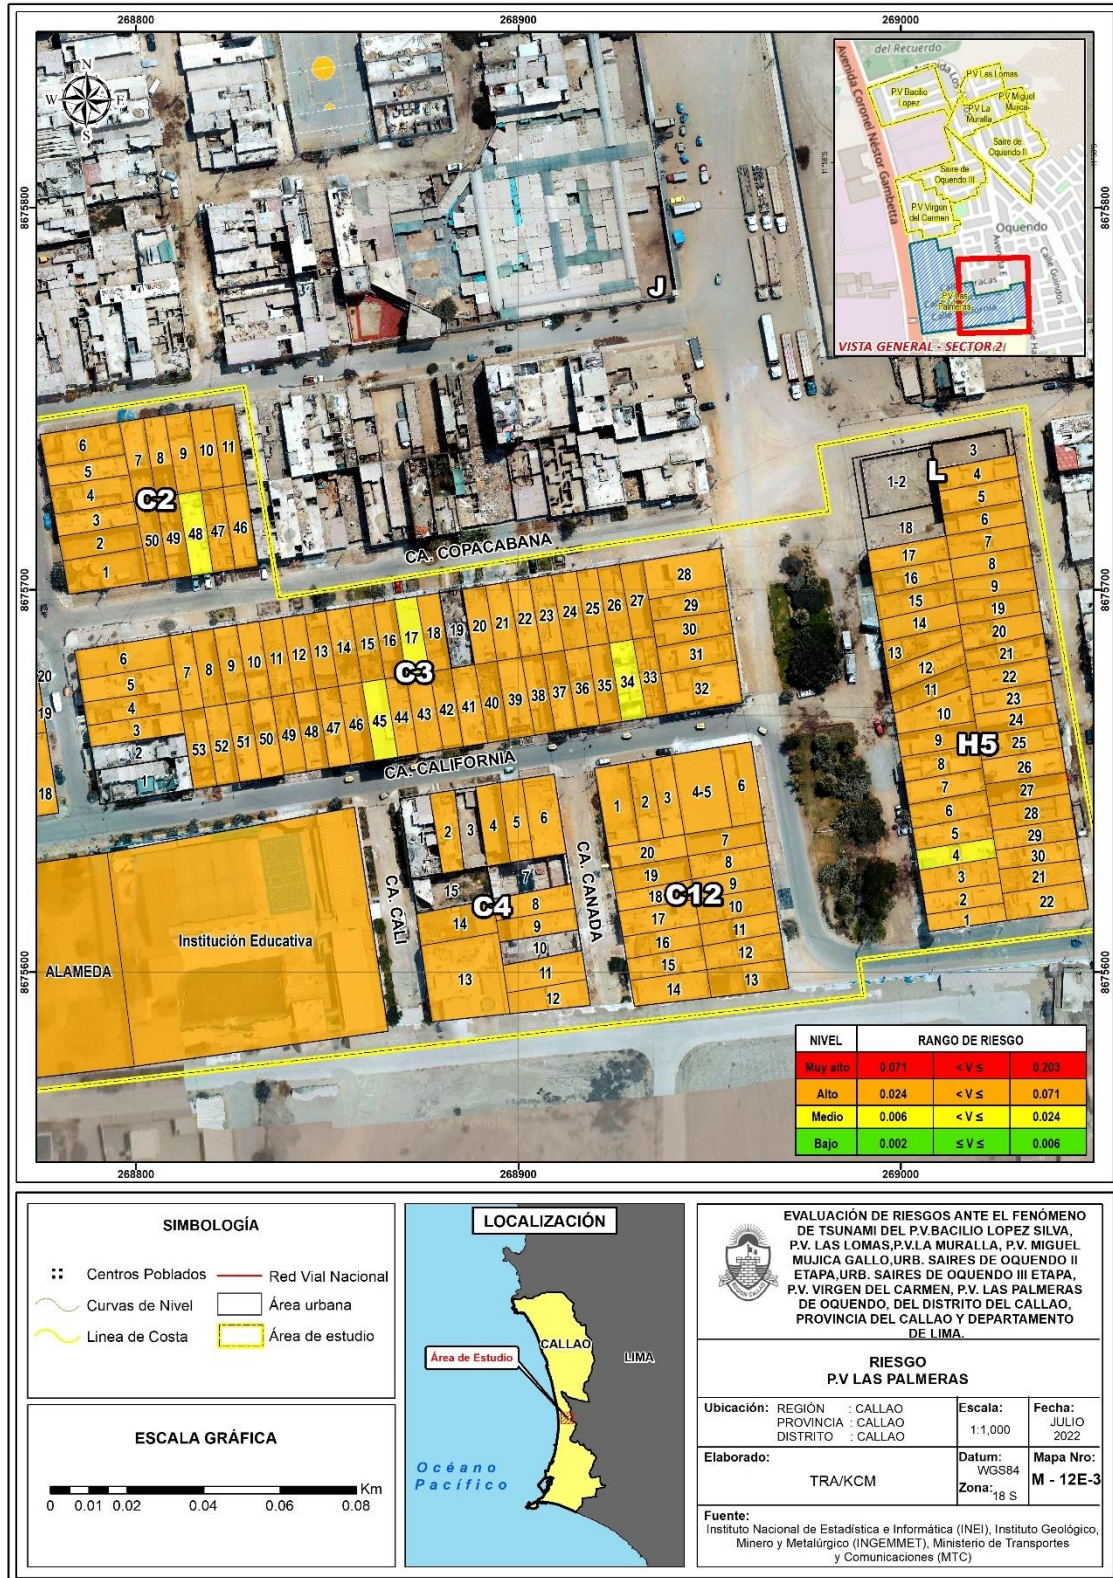 268800
268900
269000
8675800
8675700
8675600
8675800
8675700
8675600
268800
268900
269000
N
W
E
S
Avenida Coronel Néstor Gambetta
del Recuerdo
P.V Las Lomas
P.V Bacilio
Lopez
P.V Miguel
Mujica
P.V La
Muralla
Saire de
Oquendo II
Saire de
Oquendo III
P.V Virgen
del Carmen
Oquendo
Avenida E
Calle Guindos
P.V Las
Palmeras
VISTA GENERAL - SECTOR 2
J
6
5
4
3
2
1
7
8
9
10
11
C2
50
49
48
47
46
CA. COPACABANA
20
19
18
6
5
4
3
2
1
7
8
9
10
11
12
13
14
15
16
17
18
19
20
21
22
23
24
25
26
27
28
29
30
31
32
C3
53
52
51
50
49
48
47
46
45
44
43
42
41
40
39
38
37
36
35
34
33
CA. CALIFORNIA
1-2
L
3
4
5
6
7
8
9
19
20
21
22
23
24
25
26
27
28
29
30
21
22
18
17
16
15
14
13
12
11
10
9
8
7
6
5
4
3
2
1
H5
ALAMEDA
Institución Educativa
CA. CALI
1
2
3
4
5
6
7
15
C4
8
14
9
10
13
11
12
CA. CANADA
1
2
3
4-5
6
7
20
8
19
9
18
C12
10
17
11
16
12
15
13
14
NIVEL RANGO DE RIESGO
Muy alto 0.071 < V ≤ 0.203
Alto 0.024 < V ≤ 0.071
Medio 0.006 < V ≤ 0.024
Bajo 0.002 ≤ V ≤ 0.006
SIMBOLOGÍA
Centros Poblados
Red Vial Nacional
Curvas de Nivel
Área urbana
Linea de Costa
Área de estudio
ESCALA GRÁFICA
Km
0 0.01 0.02 0.04 0.06 0.08
LOCALIZACIÓN
CALLAO
LIMA
Área de Estudio
Océano
Pacífico
REGION CALLAO
EVALUACIÓN DE RIESGOS ANTE EL FENÓMENO
DE TSUNAMI DEL P.V.BACILIO LOPEZ SILVA,
P.V. LAS LOMAS,P.V.LA MURALLA, P.V. MIGUEL
MUJICA GALLO,URB. SAIRES DE OQUENDO II
ETAPA,URB. SAIRES DE OQUENDO III ETAPA,
P.V. VIRGEN DEL CARMEN, P.V. LAS PALMERAS
DE OQUENDO, DEL DISTRITO DEL CALLAO,
PROVINCIA DEL CALLAO Y DEPARTAMENTO
DE LIMA.
RIESGO
P.V LAS PALMERAS
Ubicación: REGIÓN : CALLAO
PROVINCIA : CALLAO
DISTRITO : CALLAO
Escala:
1:1,000
Fecha:
JULIO
2022
Elaborado:
TRA/KCM
Datum:
WGS84
Zona: 18 S
Mapa Nro:
M - 12E-3
Fuente:
Instituto Nacional de Estadística e Informática (INEI), Instituto Geológico,
Minero y Metalúrgico (INGEMMET), Ministerio de Transportes
y Comunicaciones (MTC)